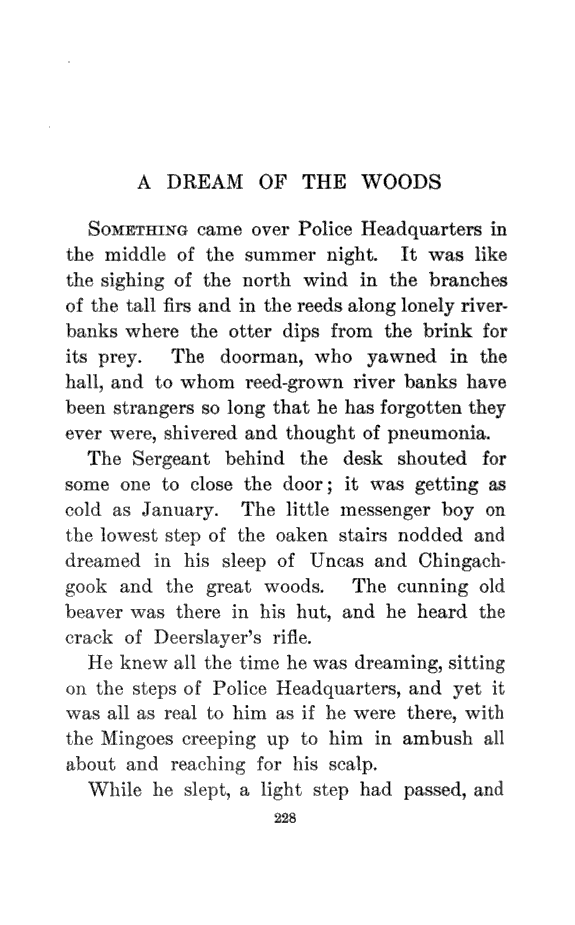 A DREAM OF THE WOODS
SOMETHING came over Police Headquarters in
the middle of the summer night. It was like
the sighing of the north wind in the branches
of the tall firs and in the reeds along lonely river-
banks where the otter dips from the brink for
its prey. The doorman, who yawned in the
hall, and to whom reed-grown river banks have
been strangers so long that he has forgotten they
ever were, shivered and thought of pneumonia.
The Sergeant behind the desk shouted for
some one to close the door; it was getting as
cold as January. The little messenger boy on
the lowest step of the oaken stairs nodded and
dreamed in his sleep of Uncas and Chingach-
gook and the great woods. The cunning old
beaver was there in his hut, and he heard the
crack of Deerslayer's rifle.
He knew all the time he was dreaming, sitting
on the steps of Police Headquarters, and yet it
was all as real to him as if he were there, with
the Mingoes creeping up to him in ambush all
about and reaching for his scalp.
While he slept, a light step had passed, and
228